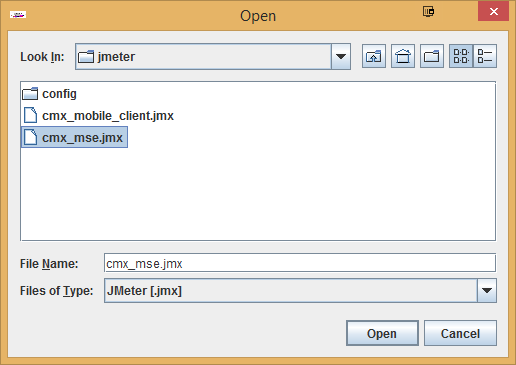 Open
Look In: jmeter
config
cmx_mobile_client.jmx
cmx_mse.jmx
File Name: cmx_mse.jmx
Files of Type: JMeter [.jmx]
Open Cancel